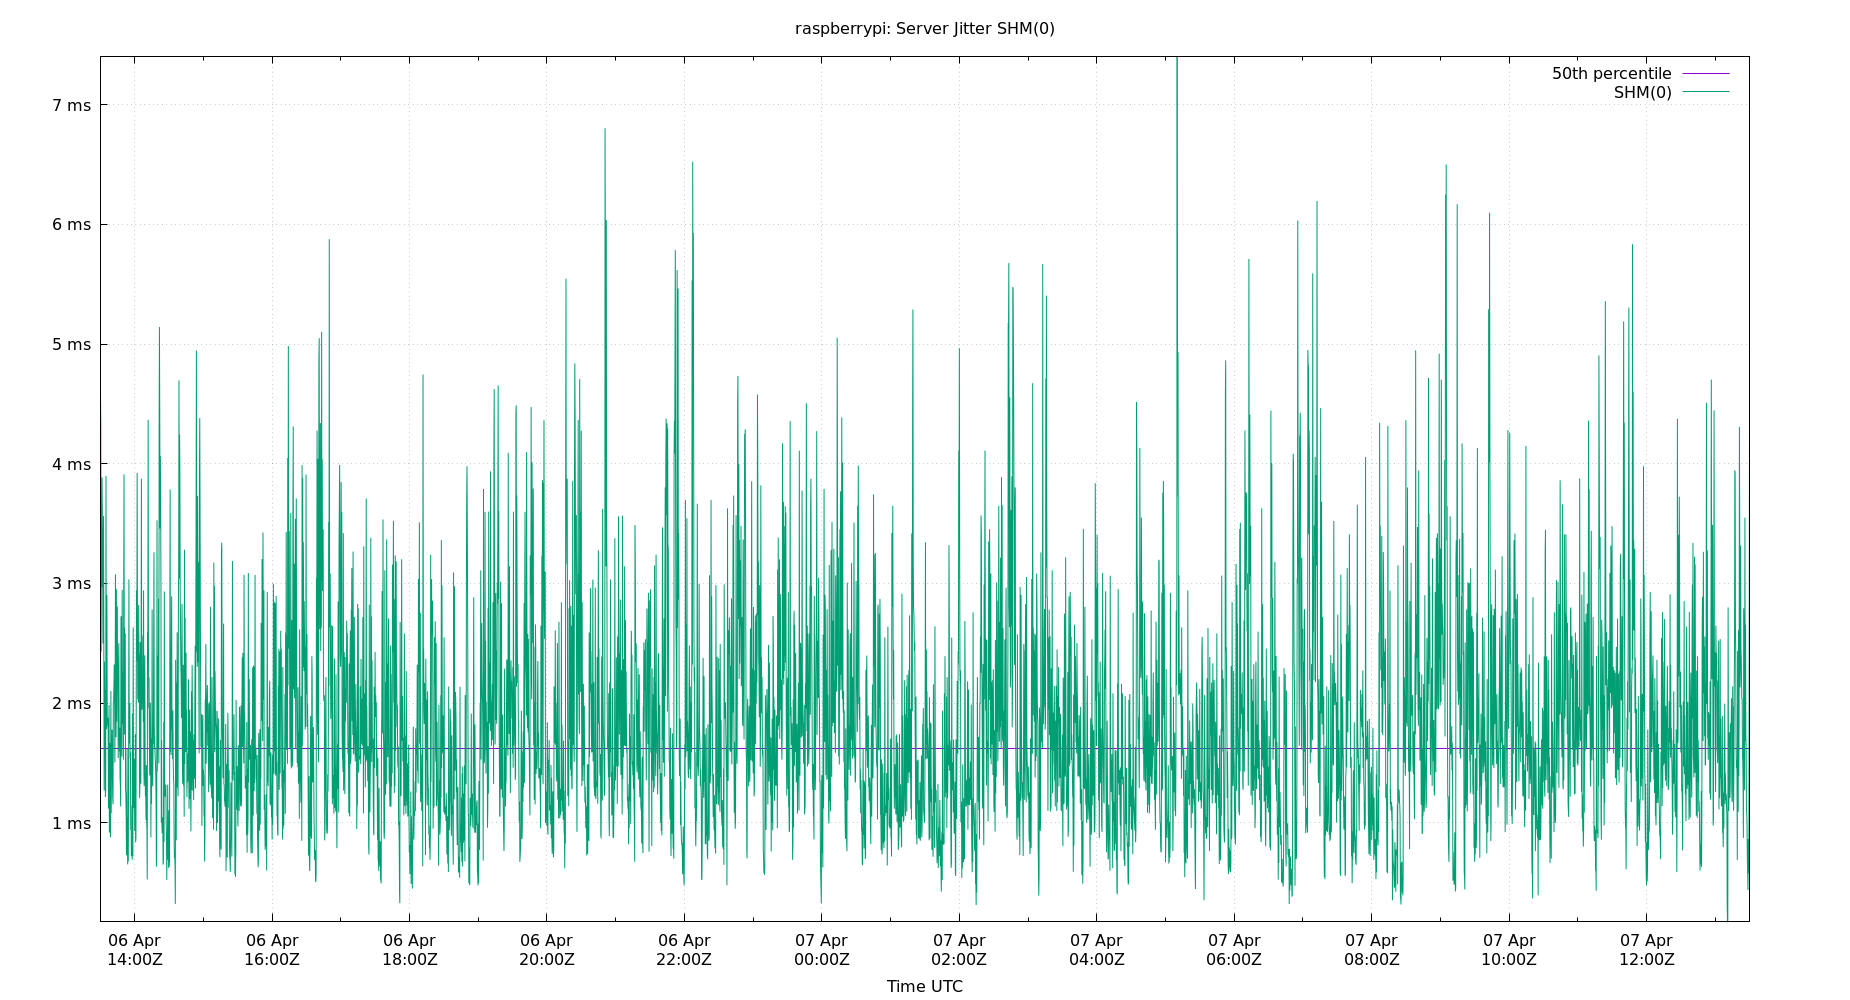 raspberrypi: Server Jitter SHM(0)
50th percentile
SHM(0)
7 ms
6 ms
5 ms
4 ms
3 ms
2 ms
1 ms
06 Apr 06 Apr 06 Apr 06 Apr 06 Apr 07 Apr 07 Apr 07 Apr 07 Apr 07 Apr 07 Apr 07 Apr
14:00Z 16:00Z 18:00Z 20:00Z 22:00Z 00:00Z 02:00Z 04:00Z 06:00Z 08:00Z 10:00Z 12:00Z
Time UTC